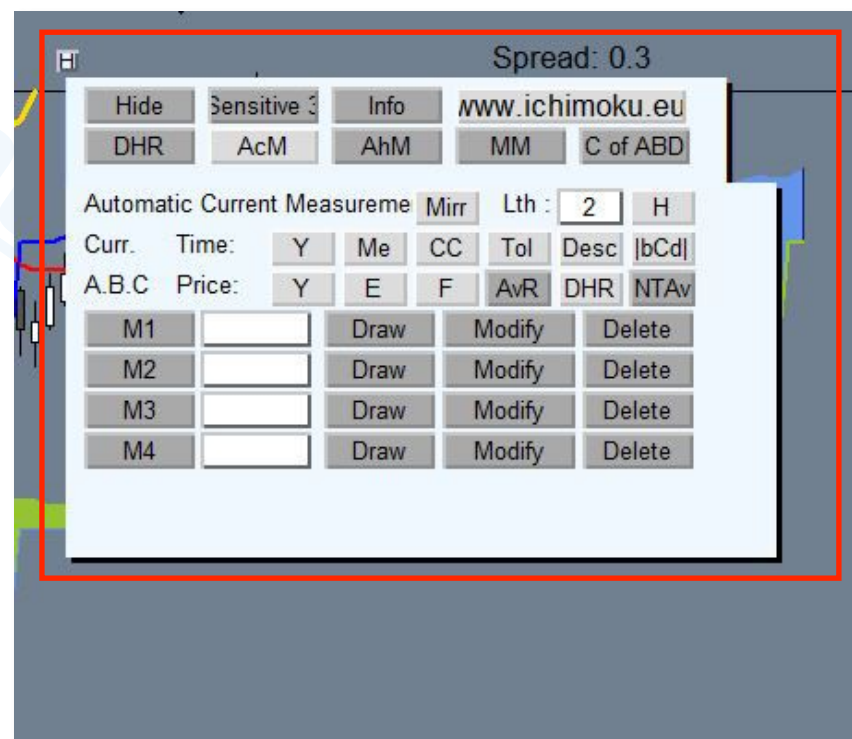 H
Spread: 0.3
Hide Sensitive 3 Info www.ichimoku.eu
DHR AcM AhM MM C of ABD
Automatic Current Measureme Mirr Lth : 2 H
Curr. Time: Y Me CC Tol Desc |bCd|
A.B.C Price: Y E F AvR DHR NTAv
M1 Draw Modify Delete
M2 Draw Modify Delete
M3 Draw Modify Delete
M4 Draw Modify Delete